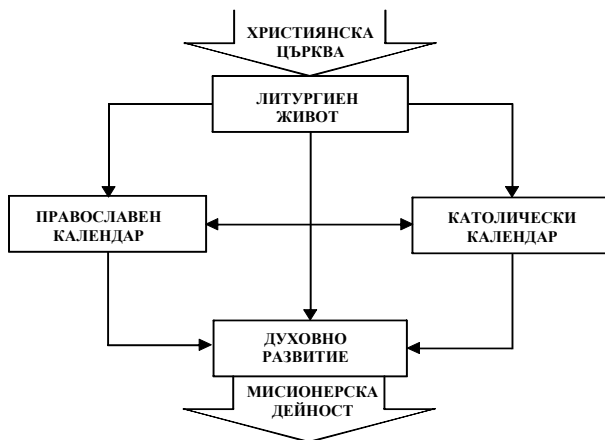 ХРИСТИЯНСКА
ЦЪРКВА
ЛИТУРГИЕН
ЖИВОТ
ПРАВОСЛАВЕН
КАЛЕНДАР
КАТОЛИЧЕСКИ
КАЛЕНДАР
ДУХОВНО
РАЗВИТИЕ
МИСИОНЕРСКА
ДЕЙНОСТ